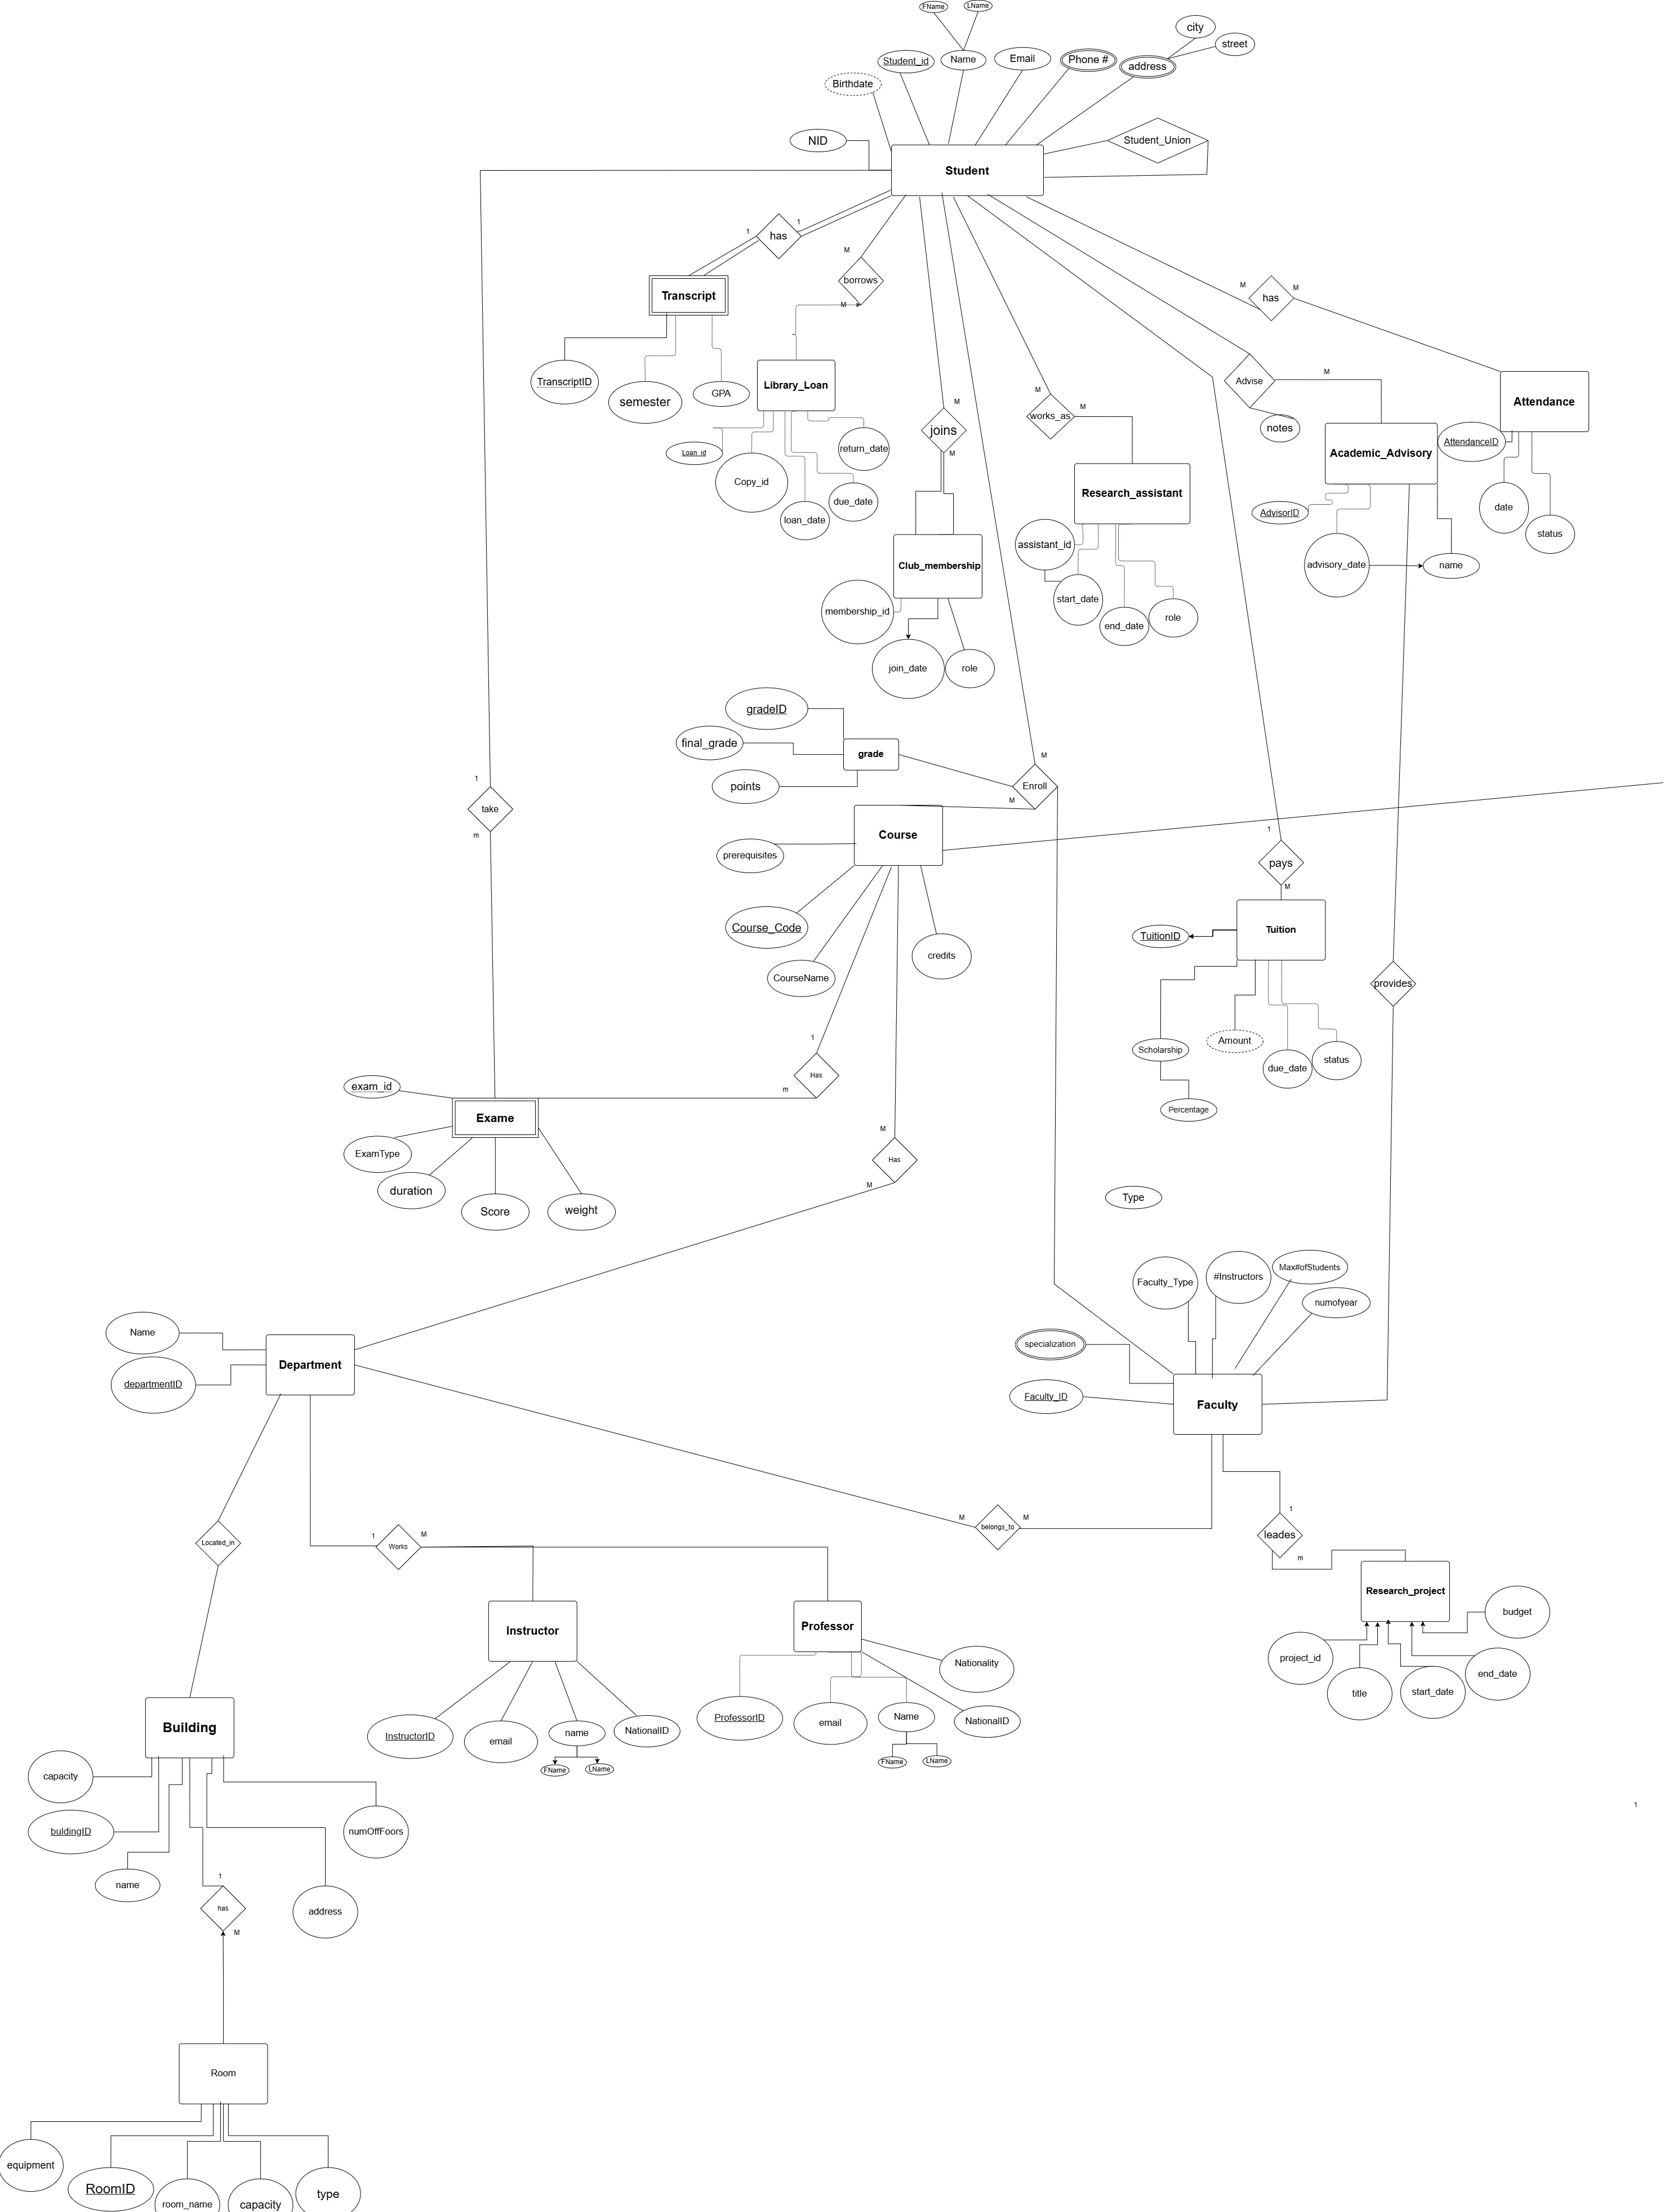 FName
LName
city
street
Student_id
Name
Email
Phone #
address
Birthdate
NID
Student_Union
Student
1
1
has
M
borrows
M
M
has
M
Transcript
Library_Loan
TranscriptID
semester
GPA
Loan_id
Copy_id
loan_date
due_date
return_date
M
joins
M
M
works_as
M
Advise
M
notes
Attendance
AttendanceID
date
status
Academic_Advisory
AdvisorID
advisory_date
name
Research_assistant
assistant_id
start_date
end_date
role
Club_membership
membership_id
join_date
role
gradeID
final_grade
grade
points
M
Enroll
M
1
take
m
Course
prerequisites
Course_Code
CourseName
credits
1
pays
M
Tuition
TuitionID
Scholarship
Amount
due_date
status
Percentage
provides
1
Has
m
exam_id
Exame
ExamType
duration
Score
weight
M
Has
M
Type
Faculty_Type
#Instructors
Max#ofStudents
numofyear
specialization
Faculty_ID
Faculty
Name
departmentID
Department
M
belongs_to
M
1
leades
m
Located_in
1
Works
M
Research_project
project_id
title
start_date
end_date
budget
Instructor
InstructorID
email
name
NationalID
FName
LName
Professor
ProfessorID
email
Name
Nationality
NationalID
FName
LName
Building
capacity
buldingID
name
numOffFoors
address
1
1
has
M
Room
equipment
RoomID
room_name
capacity
type